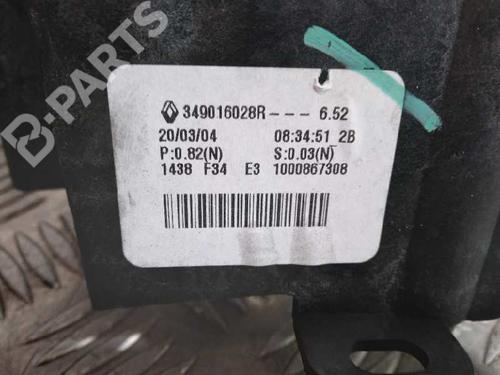 B-PARTS
349016028R--- 6.52
20/03/04 08:34:51 2B
P:0.82(N) S:0.03(N)
1438 F34 E3 1000867308